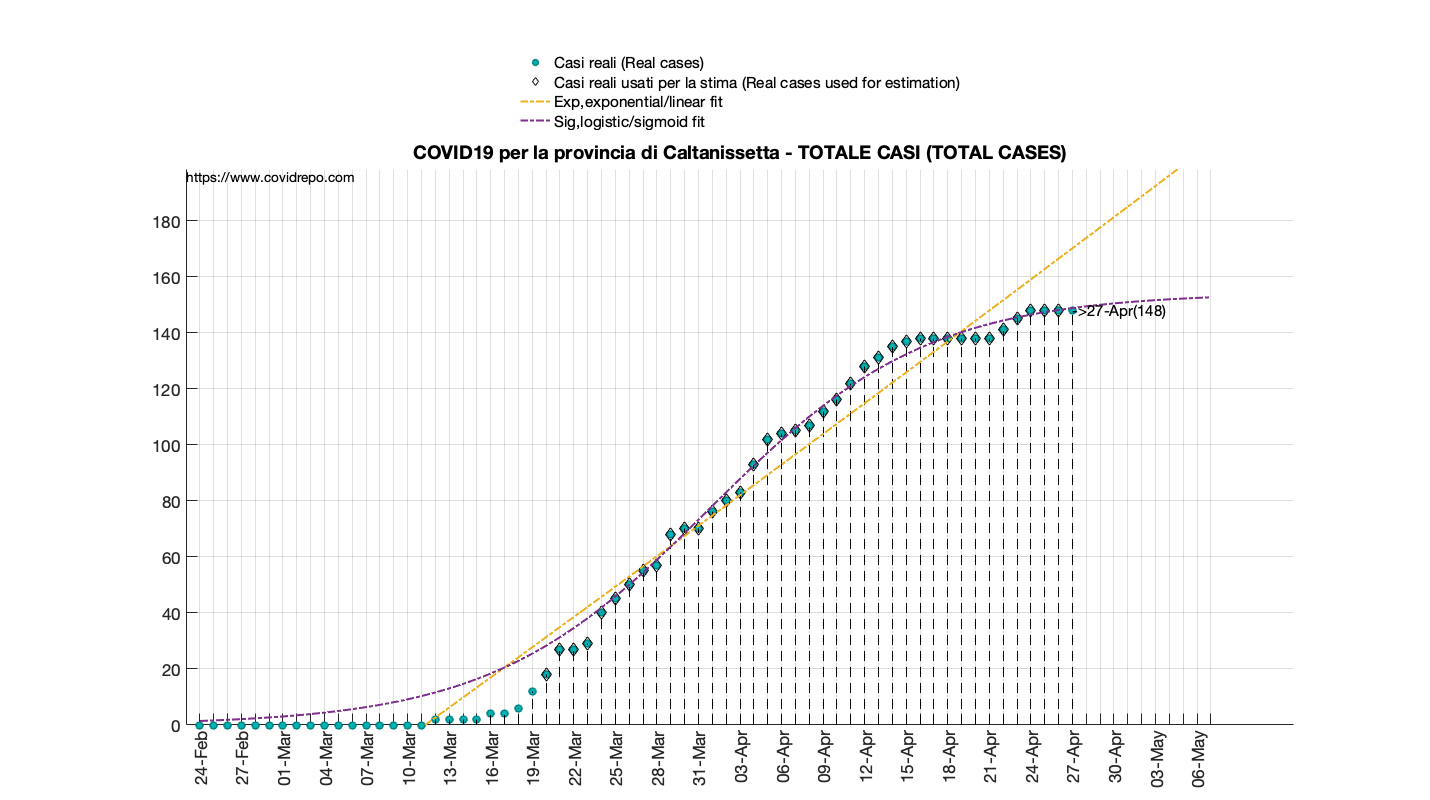 Casi reali (Real cases)
Casi reali usati per la stima (Real cases used for estimation)
Exp,exponential/linear fit
Sig,logistic/sigmoid fit
COVID19 per la provincia di Caltanissetta - TOTALE CASI (TOTAL CASES)
https://www.covidrepo.com
180
160
140
120
100
80
60
40
20
0
>27-Apr(148)
24-Feb
27-Feb
01-Mar
04-Mar
07-Mar
10-Mar
13-Mar
16-Mar
19-Mar
22-Mar
25-Mar
28-Mar
31-Mar
03-Apr
06-Apr
09-Apr
12-Apr
15-Apr
18-Apr
21-Apr
24-Apr
27-Apr
30-Apr
03-May
06-May